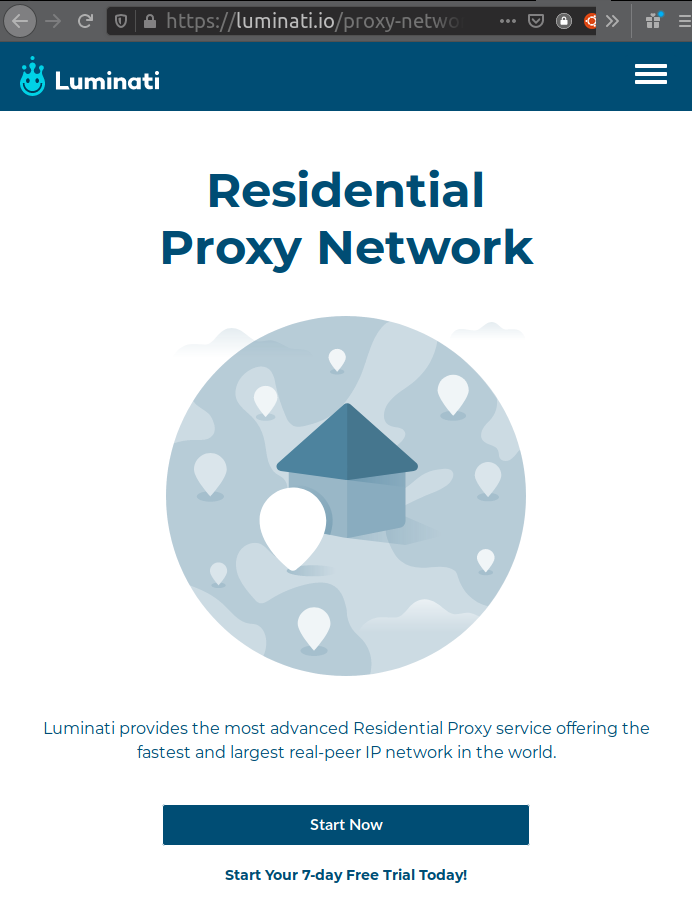 https://luminati.io/proxy-netwo
Luminati
Residential
Proxy Network
Luminati provides the most advanced Residential Proxy service offering the
fastest and largest real-peer IP network in the world.
Start Now
Start Your 7-day Free Trial Today!